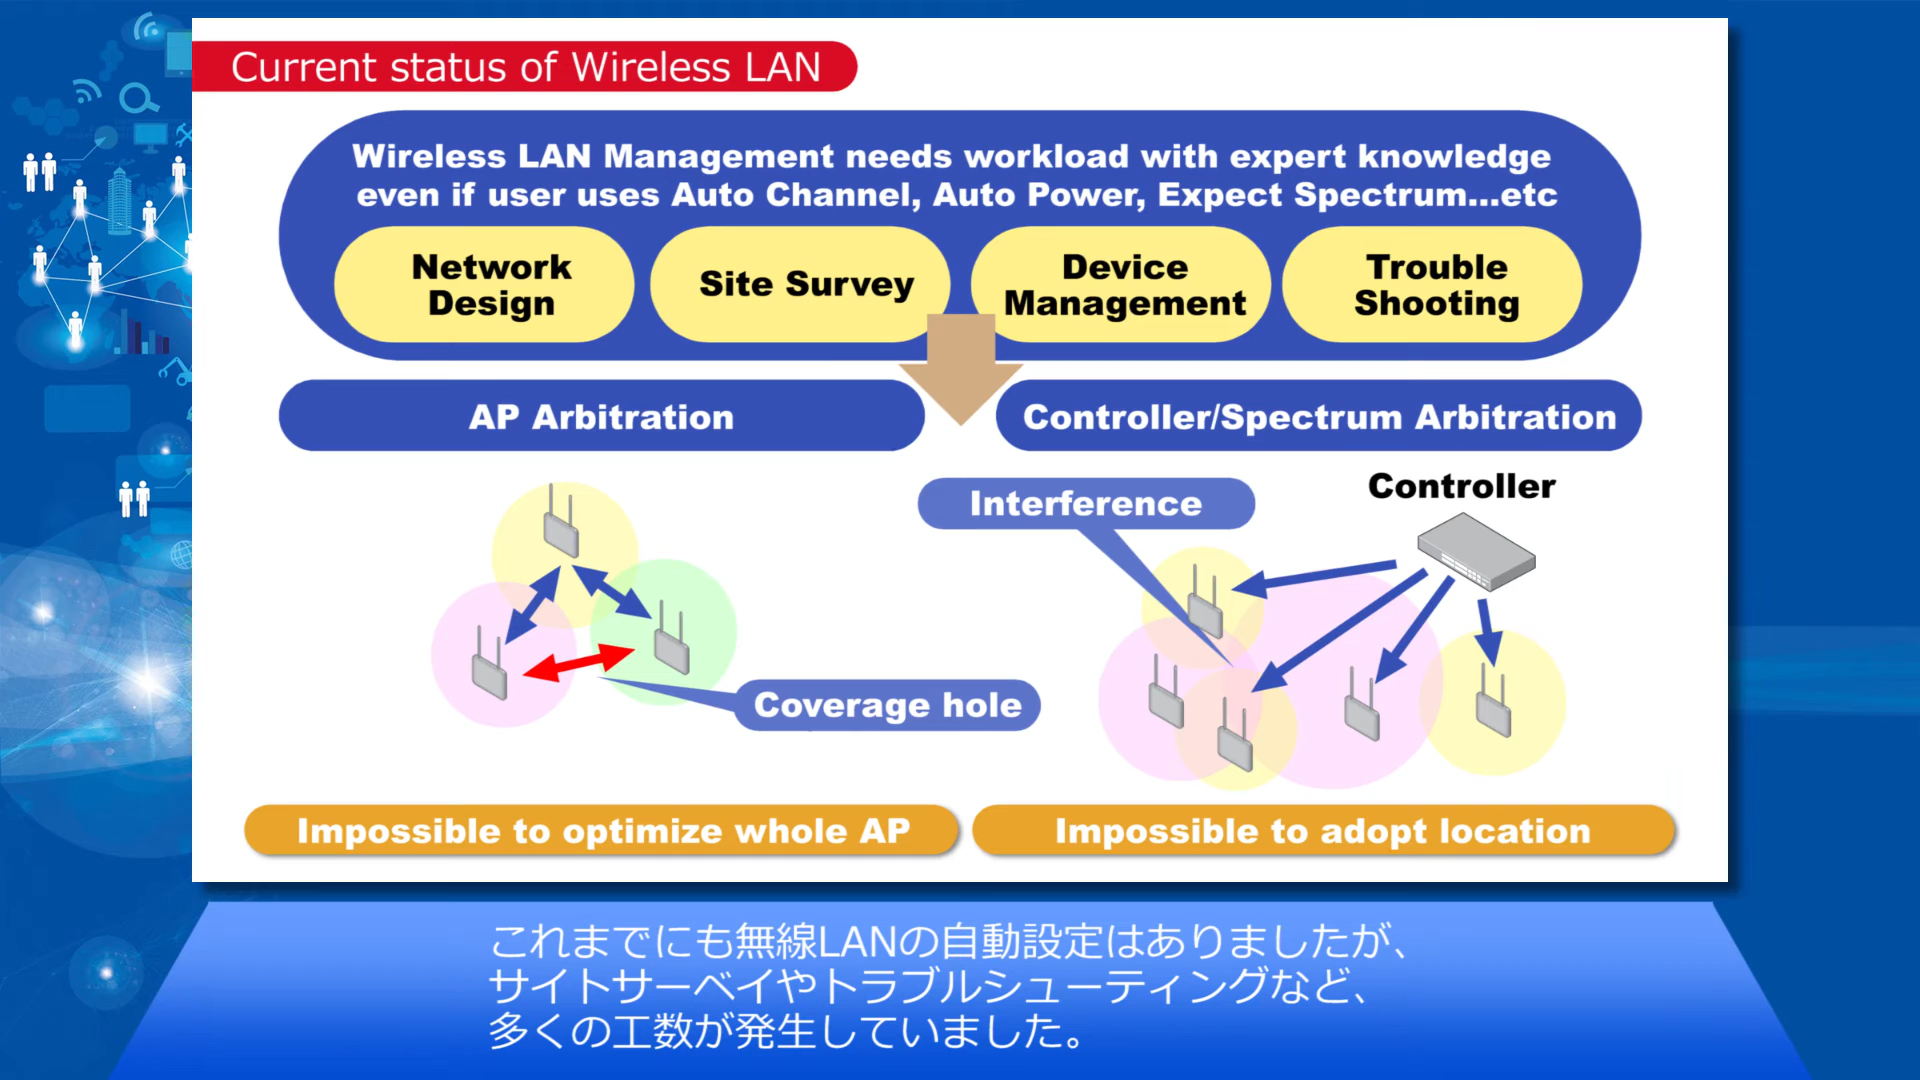 Current status of Wireless LAN
Wireless LAN Management needs workload with expert knowledge
even if user uses Auto Channel, Auto Power, Expect Spectrum...etc
Network
Design
Site Survey
Device
Management
Trouble
Shooting
AP Arbitration
Controller/Spectrum Arbitration
Interference
Controller
Coverage hole
Impossible to optimize whole AP
Impossible to adopt location
これまでにも無線LANの自動設定はありましたが、
サイトサーベイやトラブルシューティングなど、
多くの工数が発生していました。